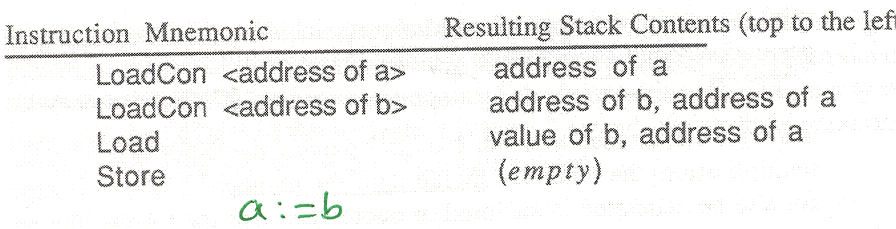 Instruction Mnemonic Resulting Stack Contents (top to the left
LoadCon <address of a> address of a
LoadCon <address of b> address of b, address of a
Load value of b, address of a
Store (empty)
a := b